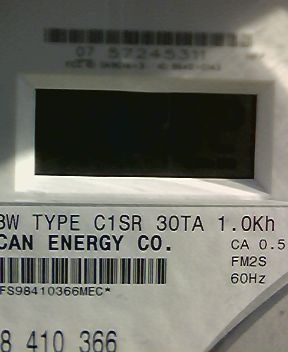 07 57245311
3W TYPE C1SR 30TA 1.0Kh
CAN ENERGY CO.
CA 0.5
FM2S
60Hz
FS98410366MEC*
8 410 366